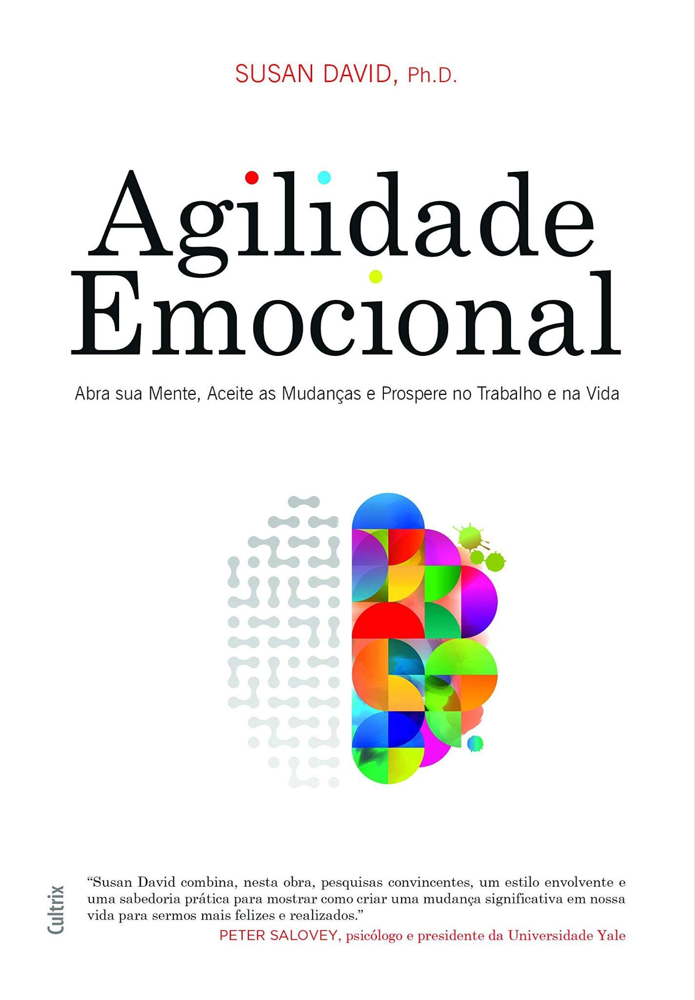 SUSAN DAVID, Ph.D.
Agilidade
Emocional
Abra sua Mente, Aceite as Mudanças e Prospere no Trabalho e na Vida
“Susan David combina, nesta obra, pesquisas convincentes, um estilo envolvente e
uma sabedoria prática para mostrar como criar uma mudança significativa em nossa
vida para sermos mais felizes e realizados.”
PETER SALOVEY, psicólogo e presidente da Universidade Yale
Cultrix